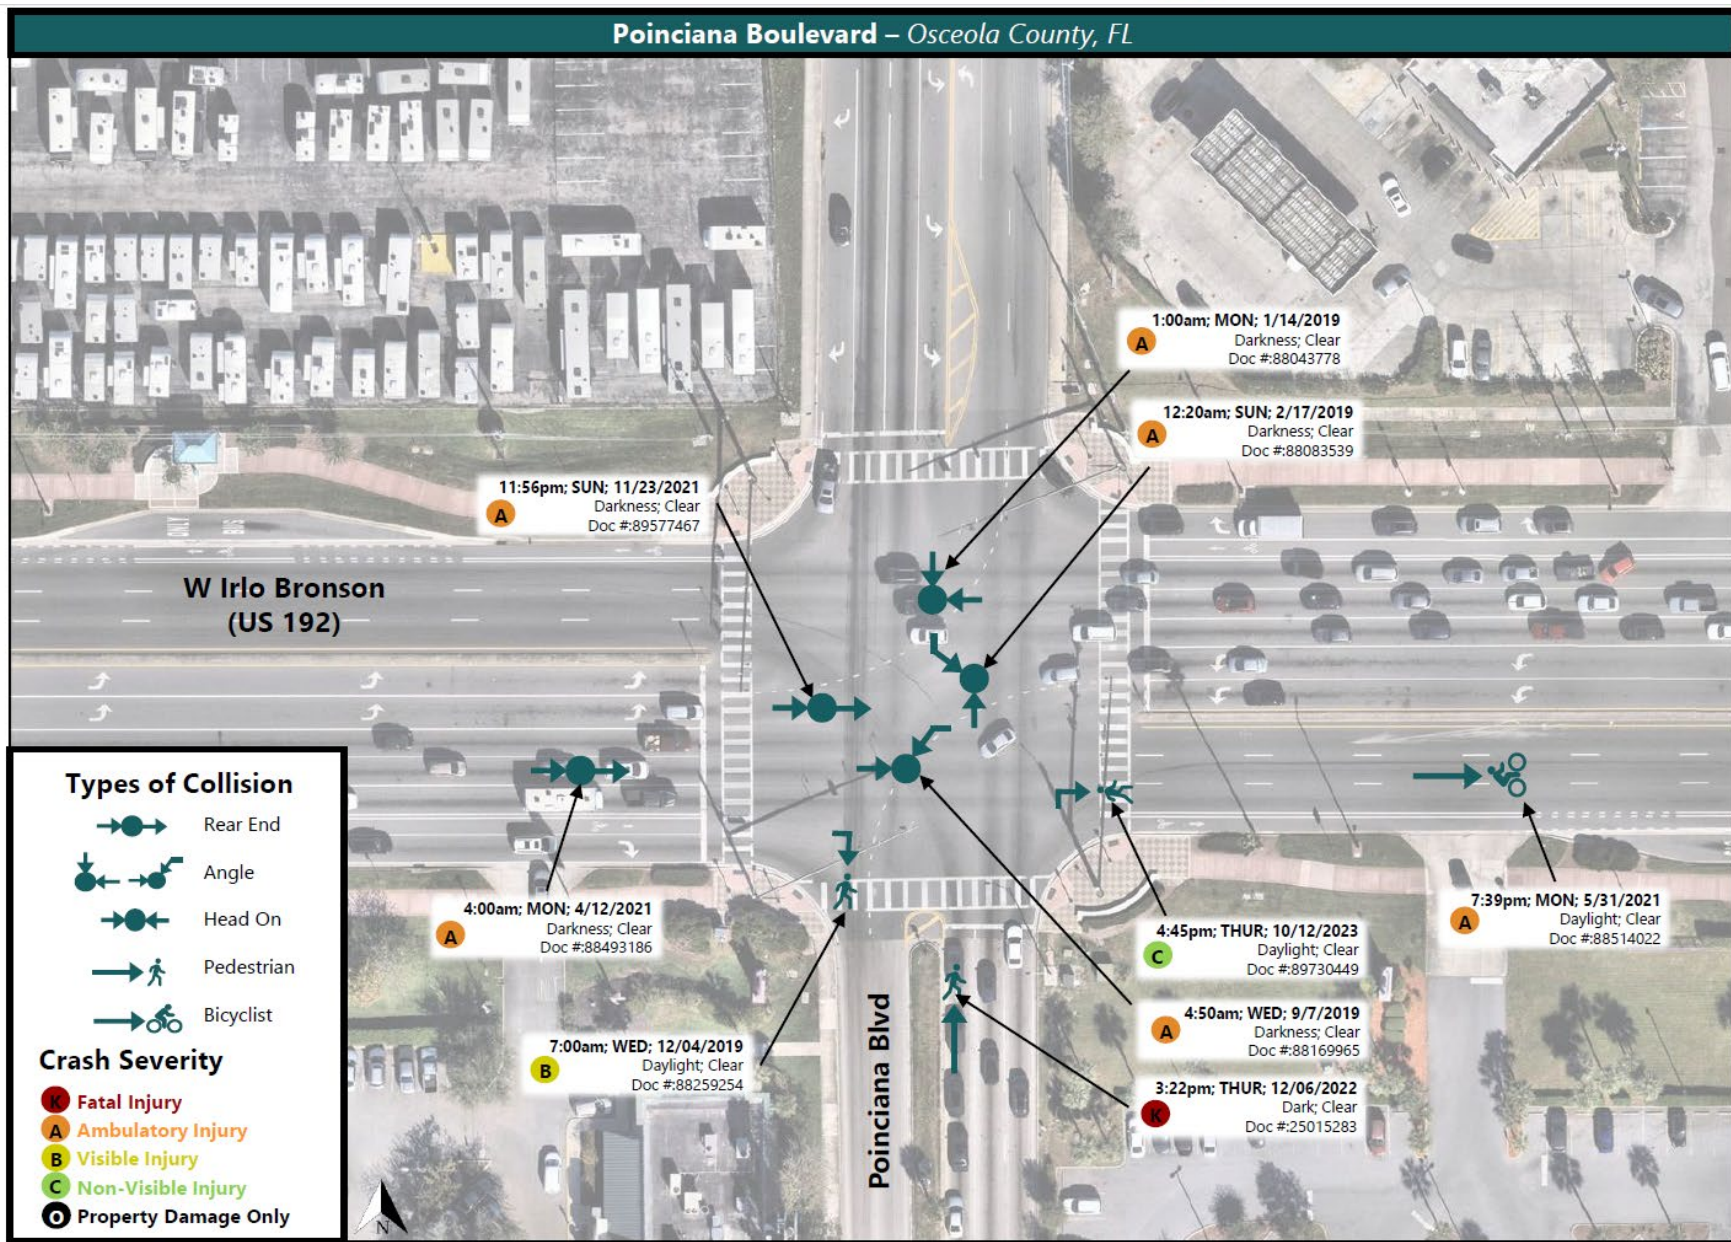 Poinciana Boulevard – Osceola County, FL
1:00am; MON; 1/14/2019
A
Darkness; Clear
Doc #:88043778
12:20am; SUN; 2/17/2019
A
Darkness; Clear
Doc #:88083539
11:56pm; SUN; 11/23/2021
A
Darkness; Clear
Doc #:89577467
ONLY
BUS
W Irlo Bronson
(US 192)
4:00am; MON; 4/12/2021
A
Darkness; Clear
Doc #:88493186
7:39pm; MON; 5/31/2021
A
Daylight; Clear
Doc #:88514022
4:45pm; THUR; 10/12/2023
C
Daylight; Clear
Doc #:89730449
4:50am; WED; 9/7/2019
A
Darkness; Clear
Doc #:88169965
7:00am; WED; 12/04/2019
B
Daylight; Clear
Doc #:88259254
3:22pm; THUR; 12/06/2022
K
Dark; Clear
Doc #:25015283
Poinciana Blvd
Types of Collision
Rear End
Angle
Head On
Pedestrian
Bicyclist
Crash Severity
K Fatal Injury
A Ambulatory Injury
B Visible Injury
C Non-Visible Injury
O Property Damage Only
N